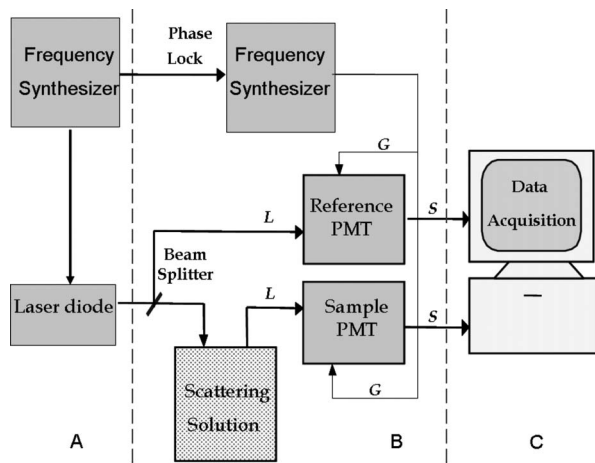 Frequency
Synthesizer
Phase
Lock
Frequency
Synthesizer
G
Reference
PMT
L
S
Data
Acquisition
Beam
Splitter
Laser diode
L
Sample
PMT
S
Scattering
Solution
G
A
B
C